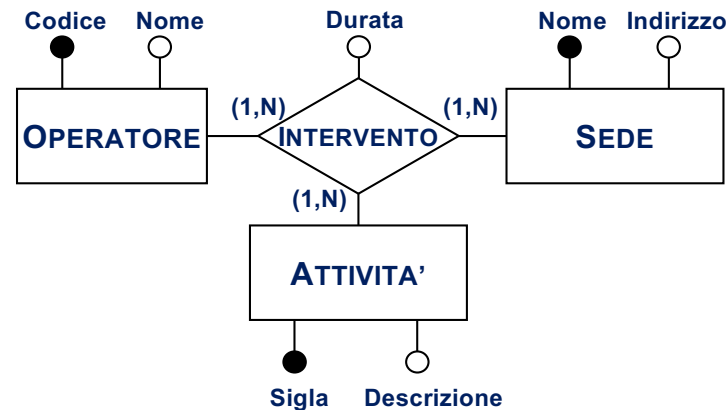 Codice Nome Durata Nome Indirizzo
(1,N) (1,N)
OPERATORE INTERVENTO SEDE
(1,N)
ATTIVITA’
Sigla Descrizione